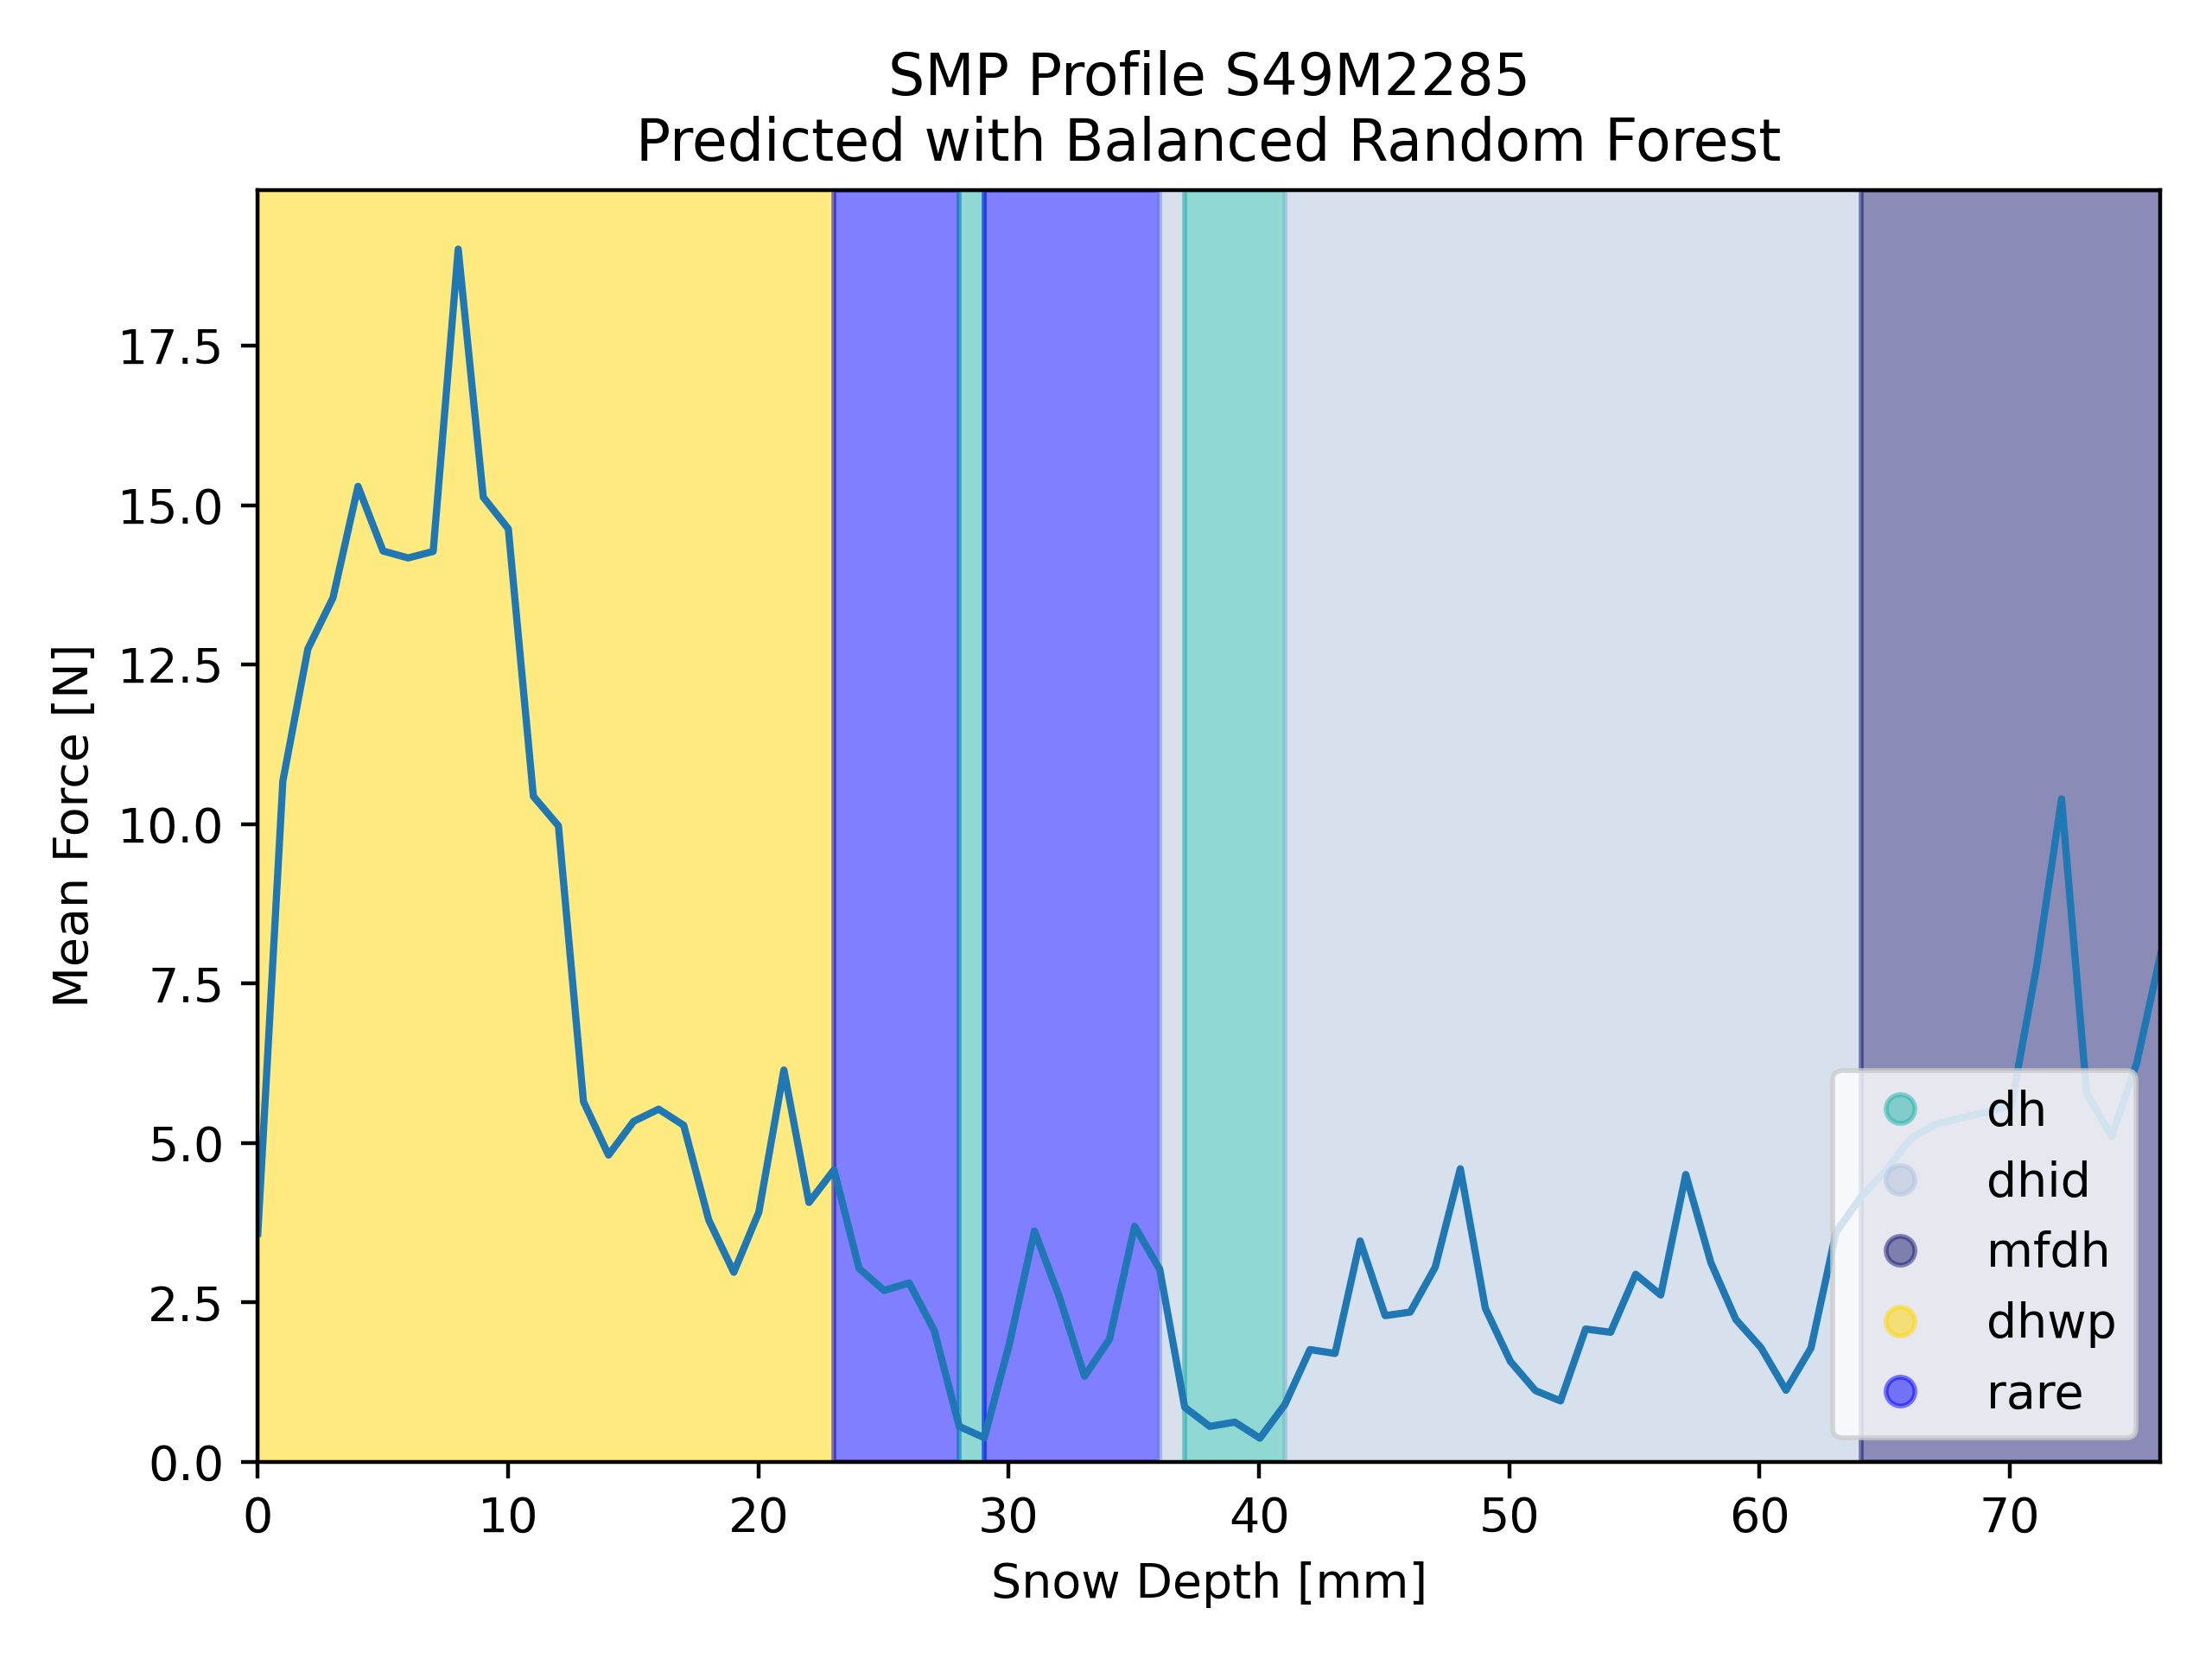 SMP Profile S49M2285
Predicted with Balanced Random Forest
Mean Force [N]
17.5
15.0
12.5
10.0
7.5
5.0
2.5
0.0
dh
dhid
mfdh
dhwp
rare
0 10 20 30 40 50 60 70
Snow Depth [mm]